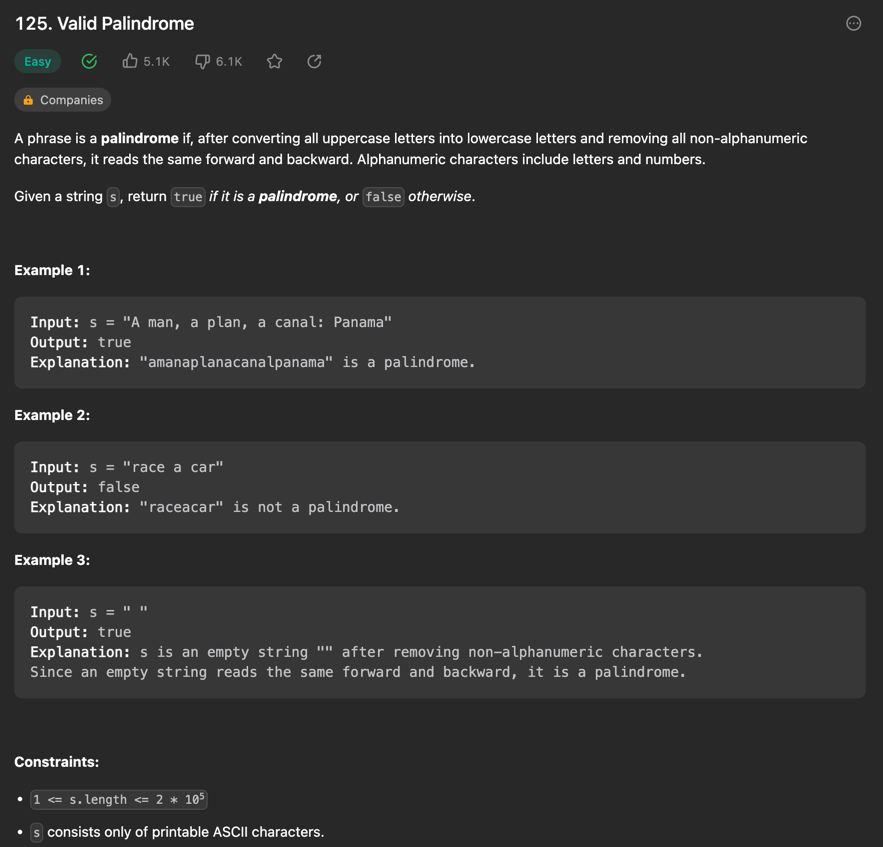 125. Valid Palindrome
Easy 5.1K 6.1K
Companies
A phrase is a palindrome if, after converting all uppercase letters into lowercase letters and removing all non-alphanumeric
characters, it reads the same forward and backward. Alphanumeric characters include letters and numbers.
Given a string s, return true if it is a palindrome, or false otherwise.
Example 1:
Input: s = "A man, a plan, a canal: Panama"
Output: true
Explanation: "amanaplanacanalpanama" is a palindrome.
Example 2:
Input: s = "race a car"
Output: false
Explanation: "raceacar" is not a palindrome.
Example 3:
Input: s = " "
Output: true
Explanation: s is an empty string "" after removing non-alphanumeric characters.
Since an empty string reads the same forward and backward, it is a palindrome.
Constraints:
• 1 <= s.length <= 2 * 10⁵
• s consists only of printable ASCII characters.